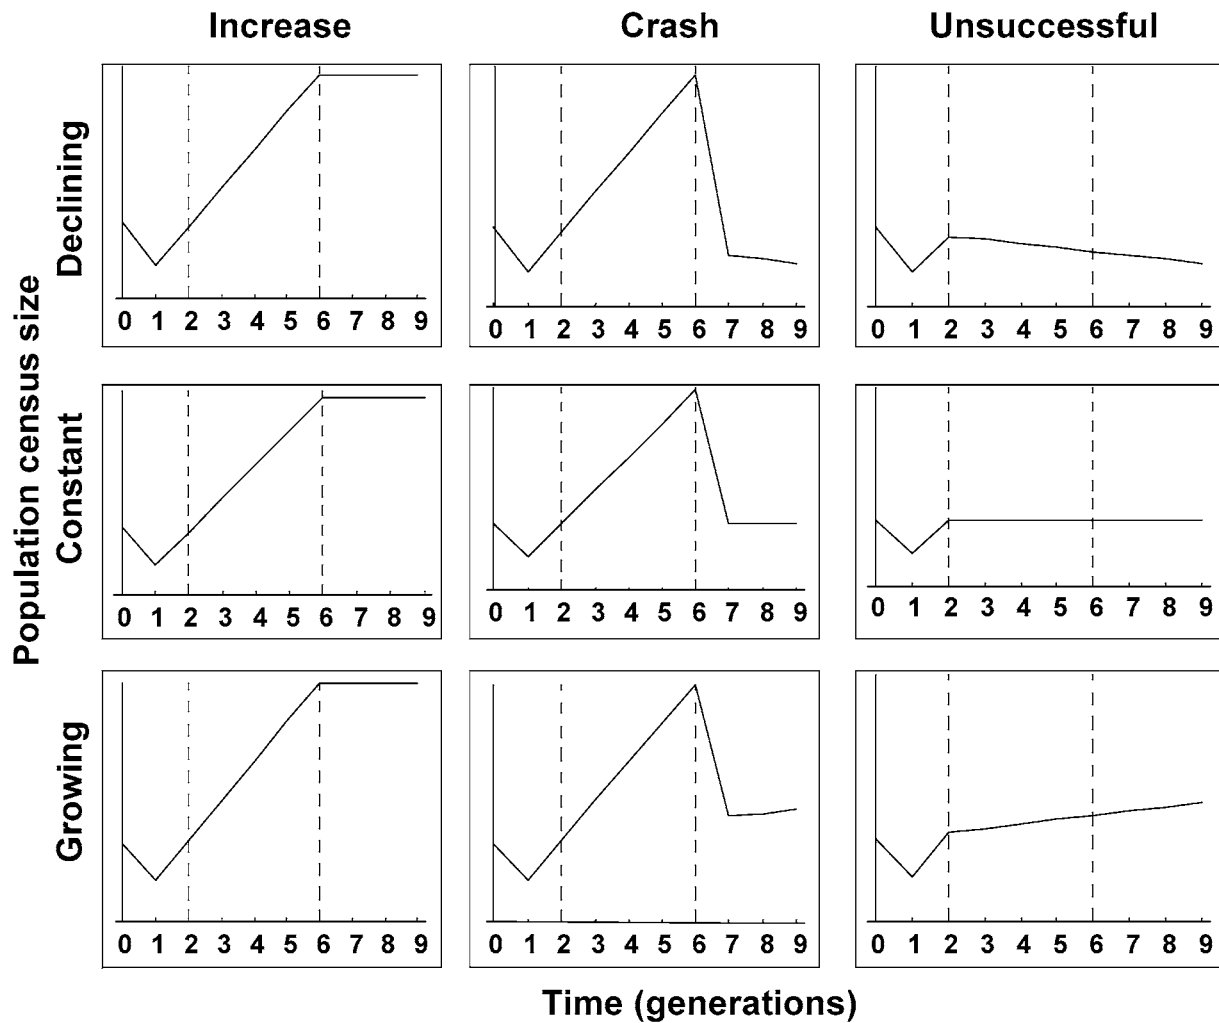 Increase Crash Unsuccessful
Population census size
Declining
0 1 2 3 4 5 6 7 8 9
0 1 2 3 4 5 6 7 8 9
0 1 2 3 4 5 6 7 8 9
Constant
0 1 2 3 4 5 6 7 8 9
0 1 2 3 4 5 6 7 8 9
0 1 2 3 4 5 6 7 8 9
Growing
0 1 2 3 4 5 6 7 8 9
0 1 2 3 4 5 6 7 8 9
0 1 2 3 4 5 6 7 8 9
Time (generations)